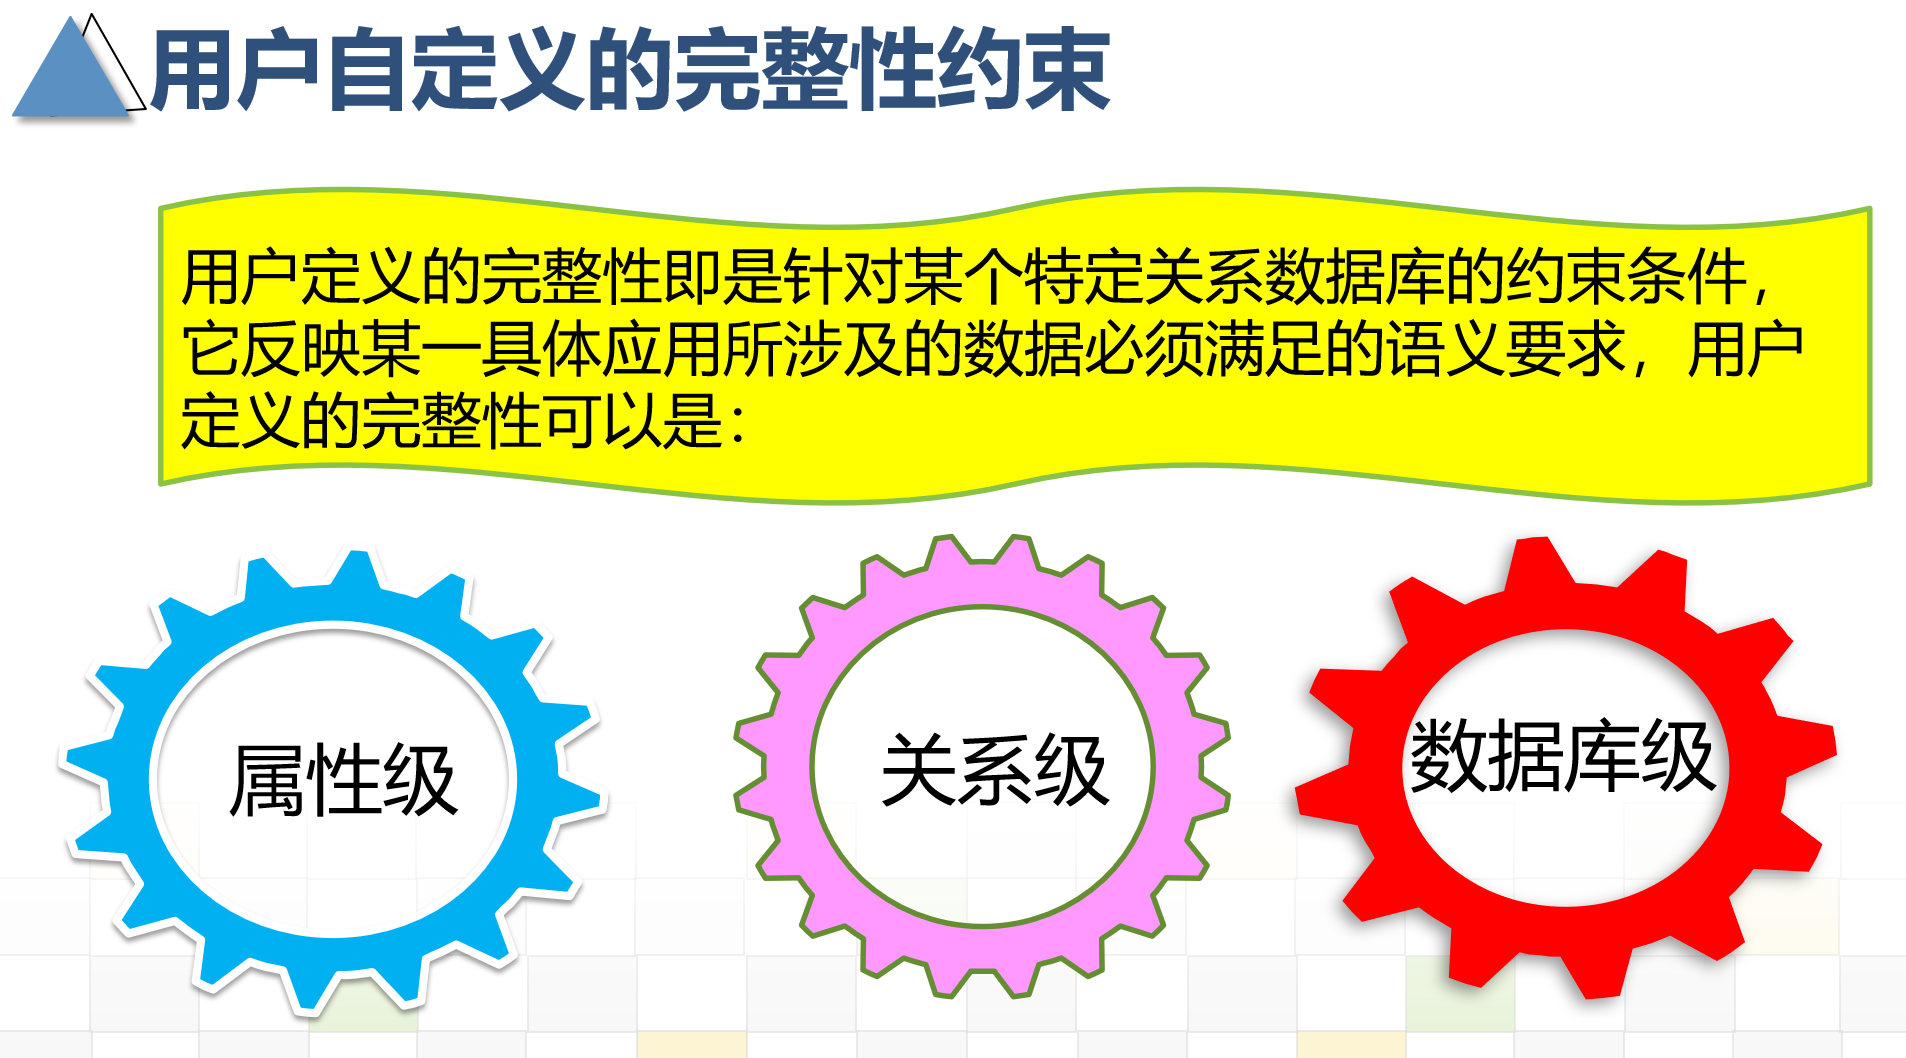 用户自定义的完整性约束
用户定义的完整性即是针对某个特定关系数据库的约束条件，
它反映某一具体应用所涉及的数据必须满足的语义要求，用户
定义的完整性可以是：
属性级
关系级
数据库级